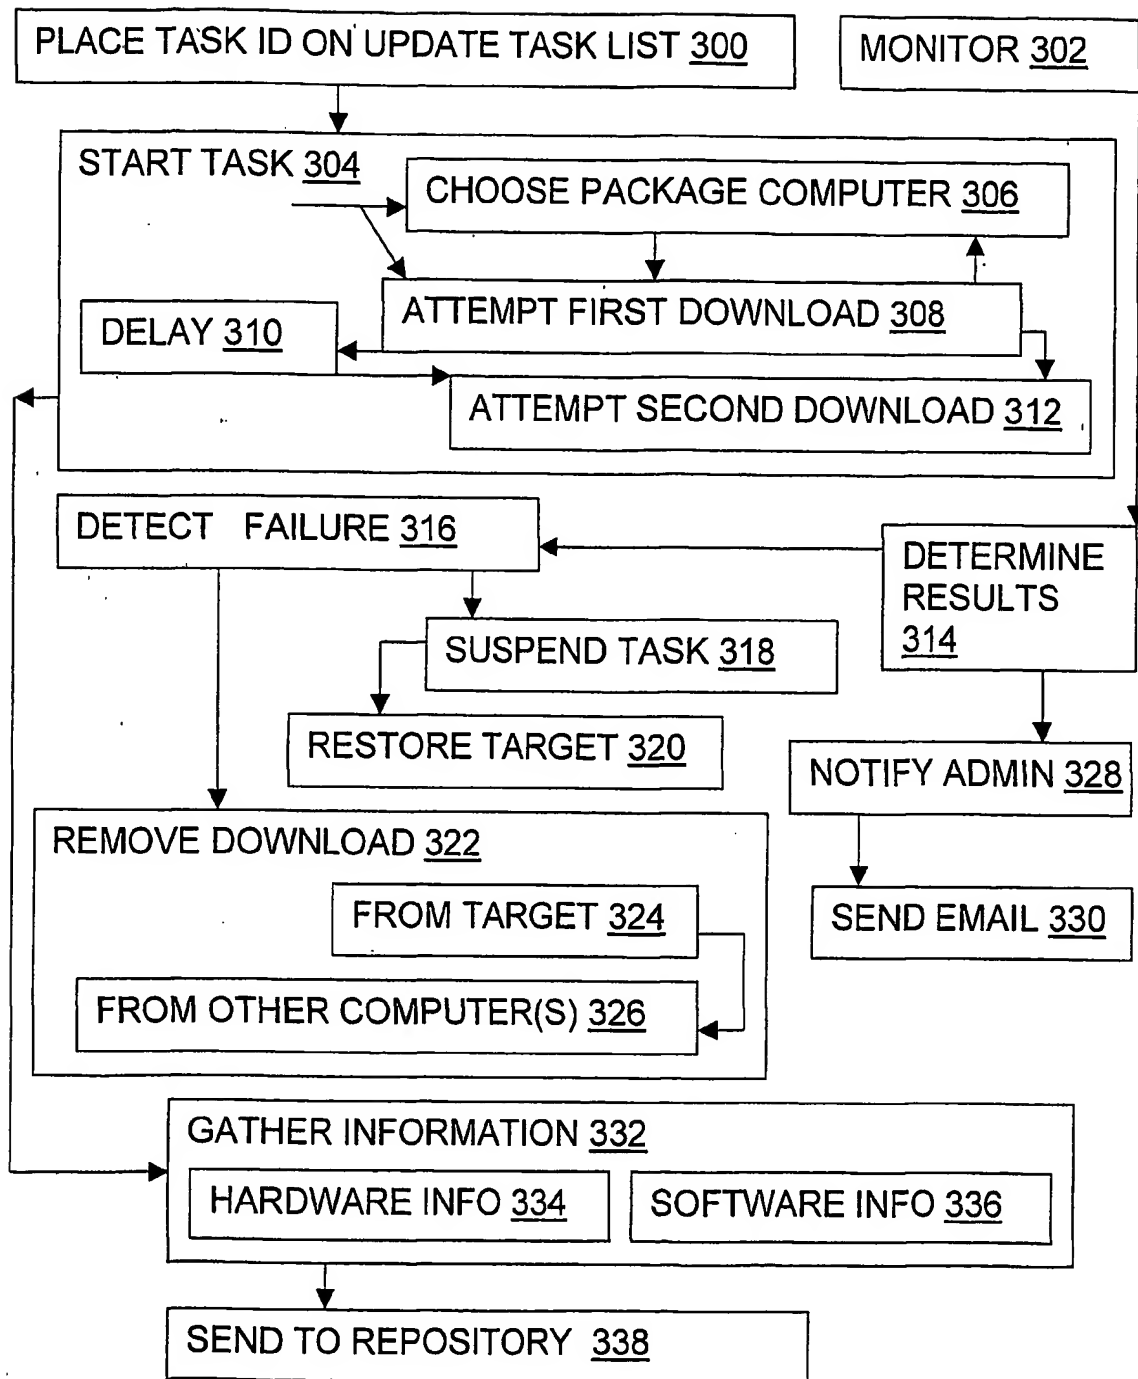 PLACE TASK ID ON UPDATE TASK LIST 300
MONITOR 302
START TASK 304
CHOOSE PACKAGE COMPUTER 306
ATTEMPT FIRST DOWNLOAD 308
DELAY 310
ATTEMPT SECOND DOWNLOAD 312
DETECT FAILURE 316
DETERMINE
RESULTS
314
SUSPEND TASK 318
RESTORE TARGET 320
NOTIFY ADMIN 328
REMOVE DOWNLOAD 322
FROM TARGET 324
SEND EMAIL 330
FROM OTHER COMPUTER(S) 326
GATHER INFORMATION 332
HARDWARE INFO 334
SOFTWARE INFO 336
SEND TO REPOSITORY 338